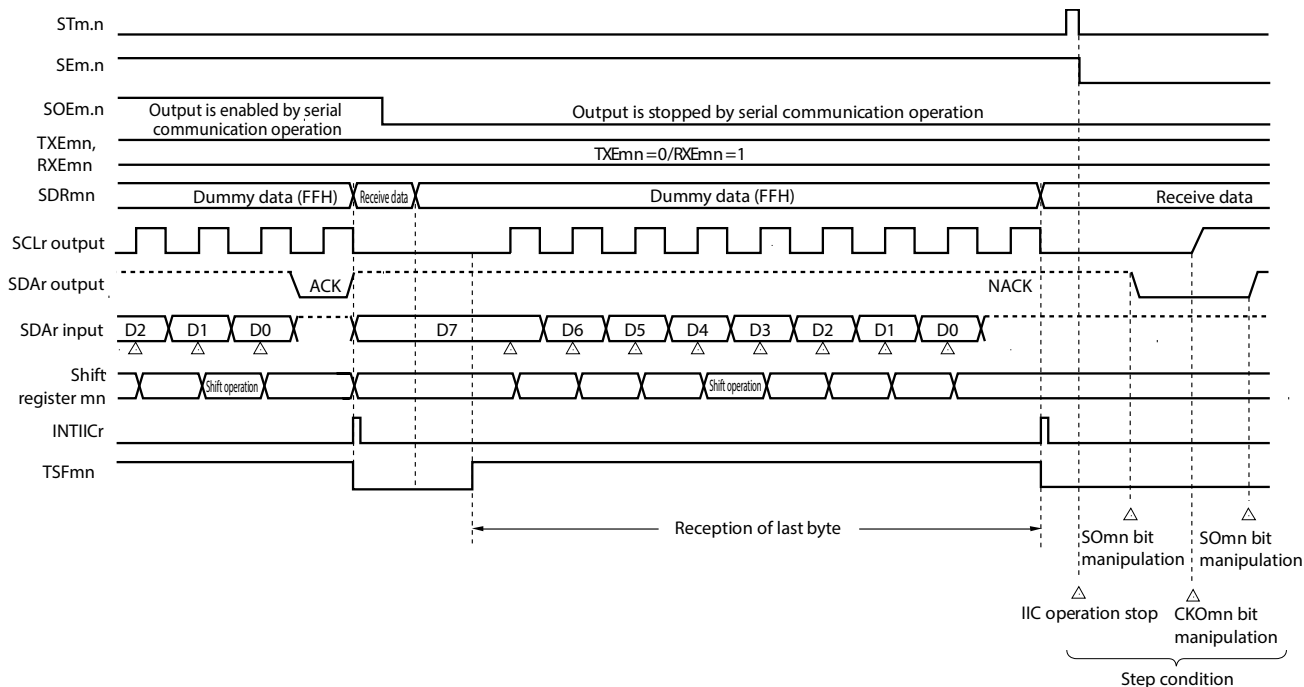 STm.n
SEm.n
SOEm.n
Output is enabled by serial
communication operation
Output is stopped by serial communication operation
TXEmn,
RXEmn
TXEmn=0/RXEmn=1
SDRmn
Dummy data (FFH)
Receive data
Dummy data (FFH)
Receive data
SCLr output
SDAr output
ACK
NACK
SDAr input
D2
D1
D0
D7
D6
D5
D4
D3
D2
D1
D0
Shift
register mn
Shift operation
Shift operation
INTIICr
TSFmn
Reception of last byte
SOmn bit
manipulation
SOmn bit
manipulation
IIC operation stop
CKOmn bit
manipulation
Step condition